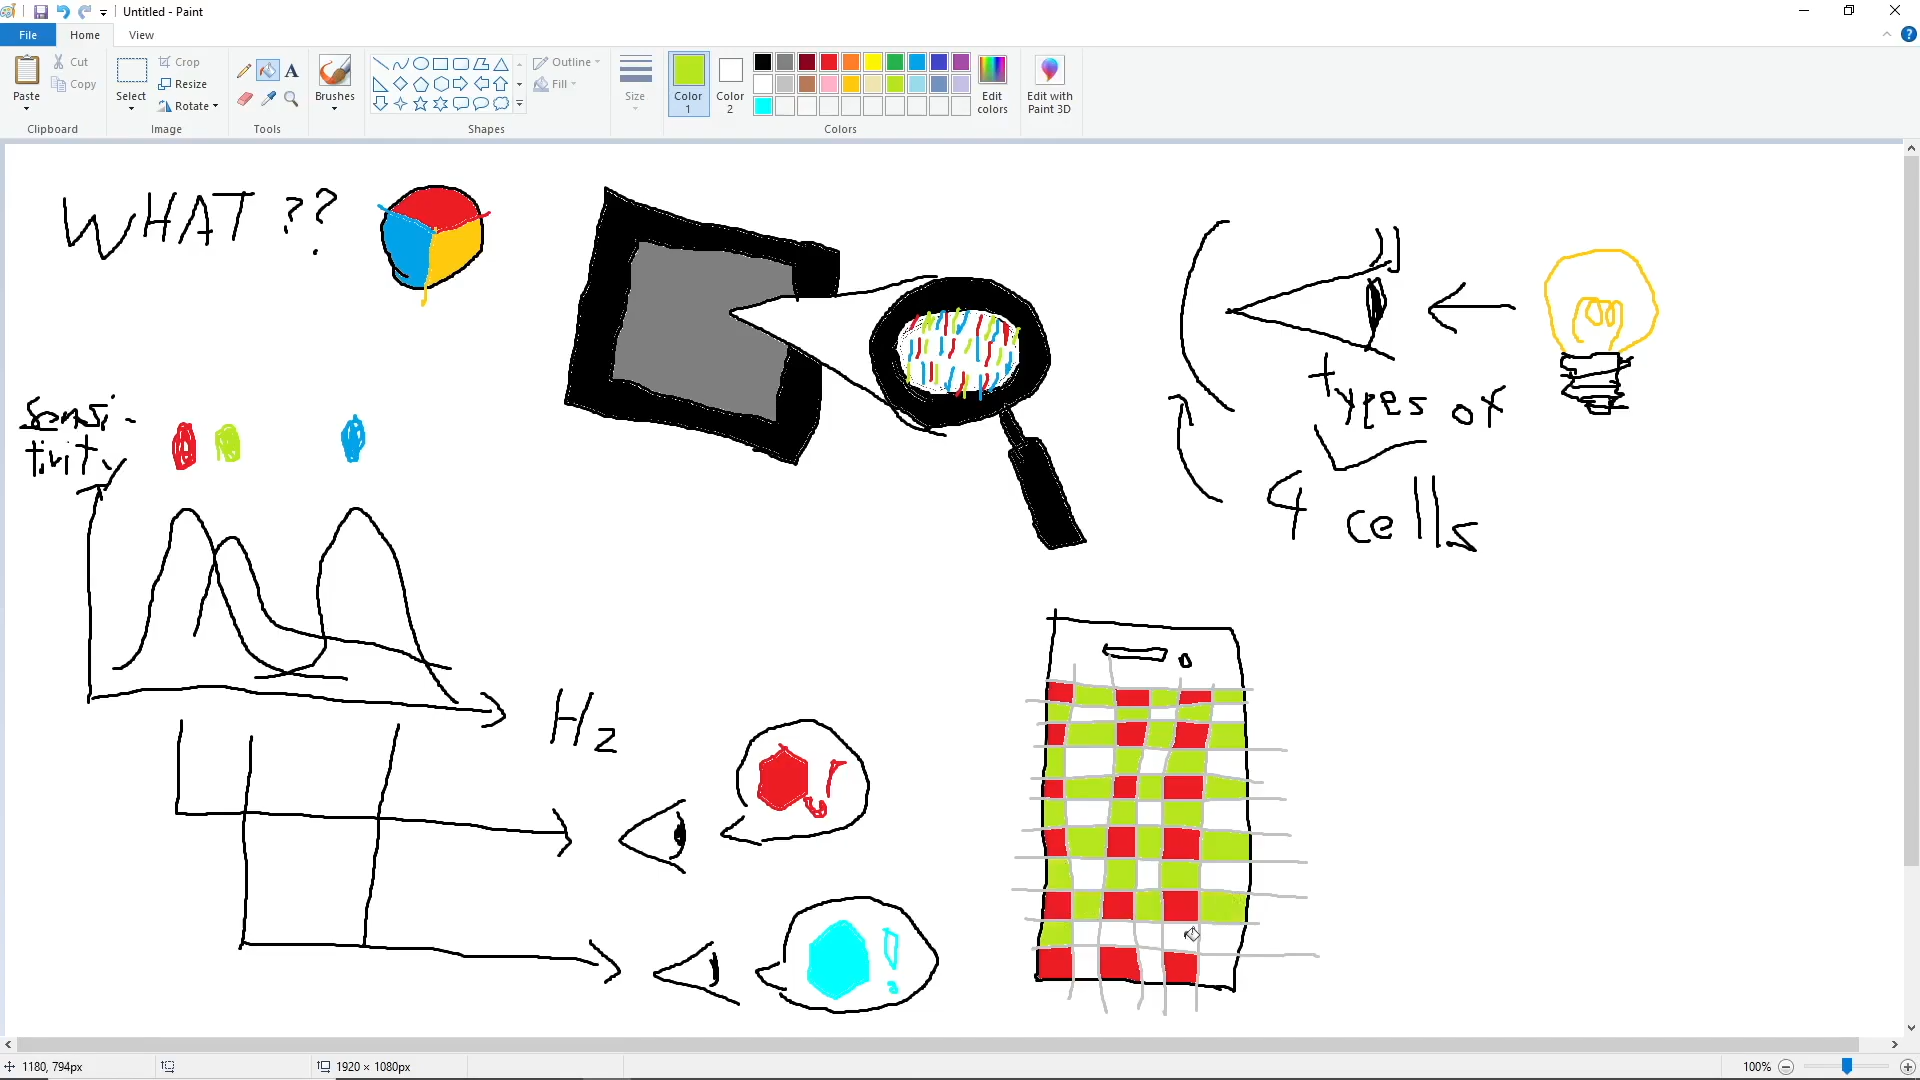 Untitled - Paint
File Home View
Paste
Cut
Copy
Clipboard
Select
Crop
Resize
Rotate
Image
A
Tools
Brushes
Shapes
Outline
Fill
Size
Color 1
Color 2
Colors
Edit colors
Edit with Paint 3D
WHAT ??
Sensi-
tivity
Hz
types of
4 cells
!
!
1180, 794px
1920 × 1080px
100%